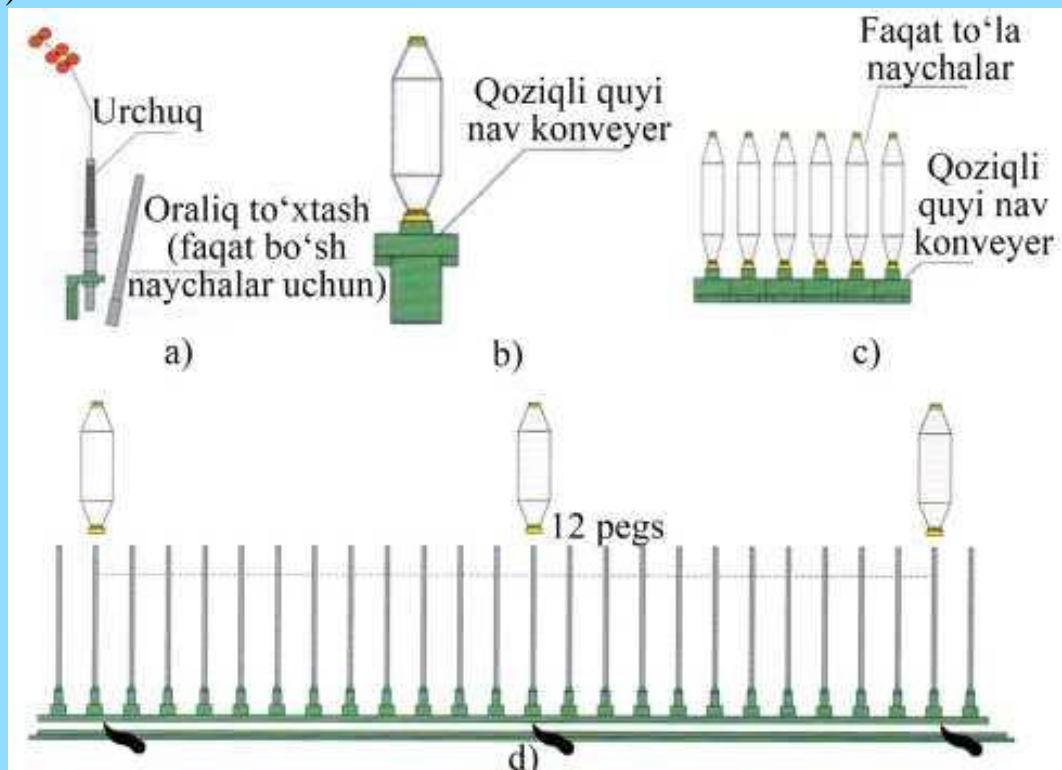 )
Urchuq
Oraliq to‘xtash
(faqat bo‘sh
naychalar uchun)
a)
Qoziqli quyi
nav konveyer
b)
Faqat to‘la
naychalar
Qoziqli
quyi nav
konveyer
c)
12 pegs
d)